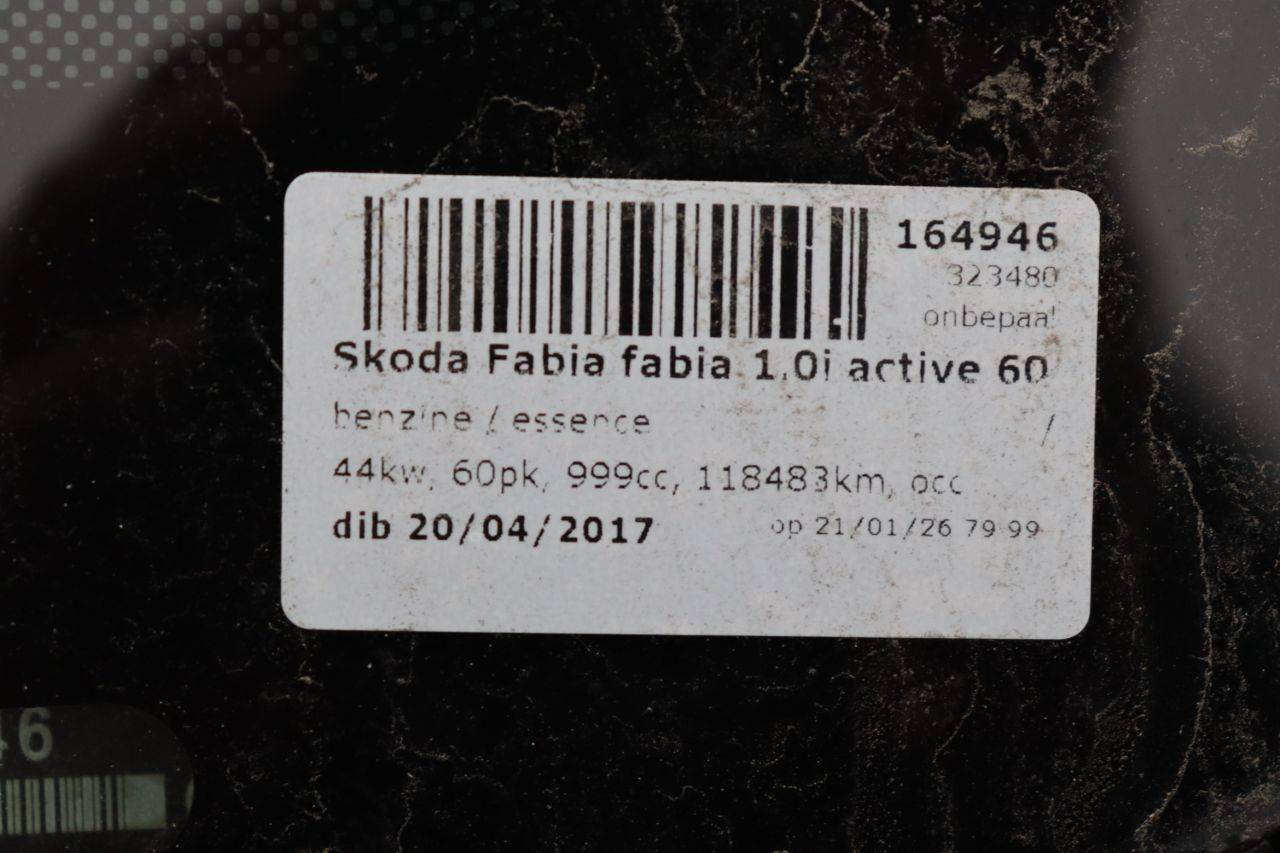 164946
323480
onbepaal
Skoda Fabia fabia 1.0i active 60
benzine / essence /
44kw, 60pk, 999cc, 118483km, occ
dib 20/04/2017 op 21/01/26 79 99
46